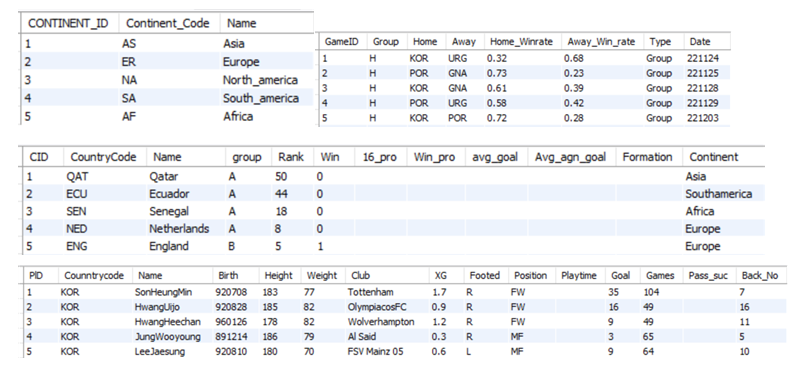 CONTINENT_ID Continent_Code Name
1 AS Asia
2 ER Europe
3 NA North_america
4 SA South_america
5 AF Africa
GameID Group Home Away Home_Winrate Away_Win_rate Type Date
1 H KOR URG 0.32 0.68 Group 221124
2 H POR GNA 0.73 0.23 Group 221125
3 H KOR GNA 0.61 0.39 Group 221128
4 H POR URG 0.58 0.42 Group 221129
5 H KOR POR 0.72 0.28 Group 221203
CID CountryCode Name group Rank Win 16_pro Win_pro avg_goal Avg_agn_goal Formation Continent
1 QAT Qatar A 50 0 Asia
2 ECU Ecuador A 44 0 Southamerica
3 SEN Senegal A 18 0 Africa
4 NED Netherlands A 8 0 Europe
5 ENG England B 5 1 Europe
PID Counntrycode Name Birth Height Weight Club XG Footed Position Playtime Goal Games Pass_suc Back_No
1 KOR SonHeungMin 920708 183 77 Tottenham 1.7 R FW 35 104 7
2 KOR HwangUijo 920828 185 82 OlympiacosFC 0.9 R FW 16 49 16
3 KOR HwangHeechan 960126 178 82 Wolverhampton 1.2 R FW 9 49 11
4 KOR JungWooyoung 891214 186 79 Al Said 0.3 R MF 3 65 5
5 KOR LeeJaesung 920810 180 70 FSV Mainz 05 0.6 L MF 9 64 10